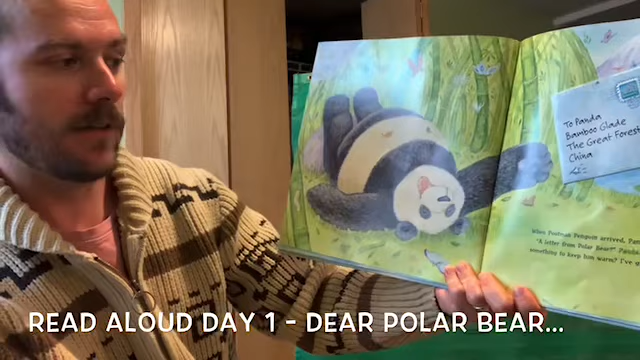 To Panda
Bamboo Glade
The Great Forest
China
When Postman Penguin arrived,
"A letter from Polar Bear?"
something to keep him warm? I've
READ ALOUD DAY 1 - DEAR POLAR BEAR...